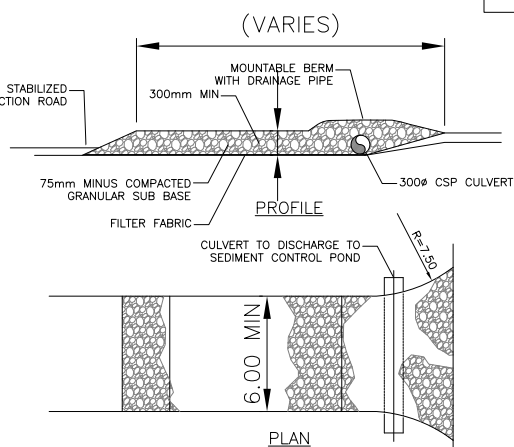 (VARIES)
STABILIZED
CTION ROAD
MOUNTABLE BERM
WITH DRAINAGE PIPE
300mm MIN
75mm MINUS COMPACTED
GRANULAR SUB BASE
300ø CSP CULVERT
FILTER FABRIC
PROFILE
CULVERT TO DISCHARGE TO
SEDIMENT CONTROL POND
R=7.50
6.00 MIN
PLAN